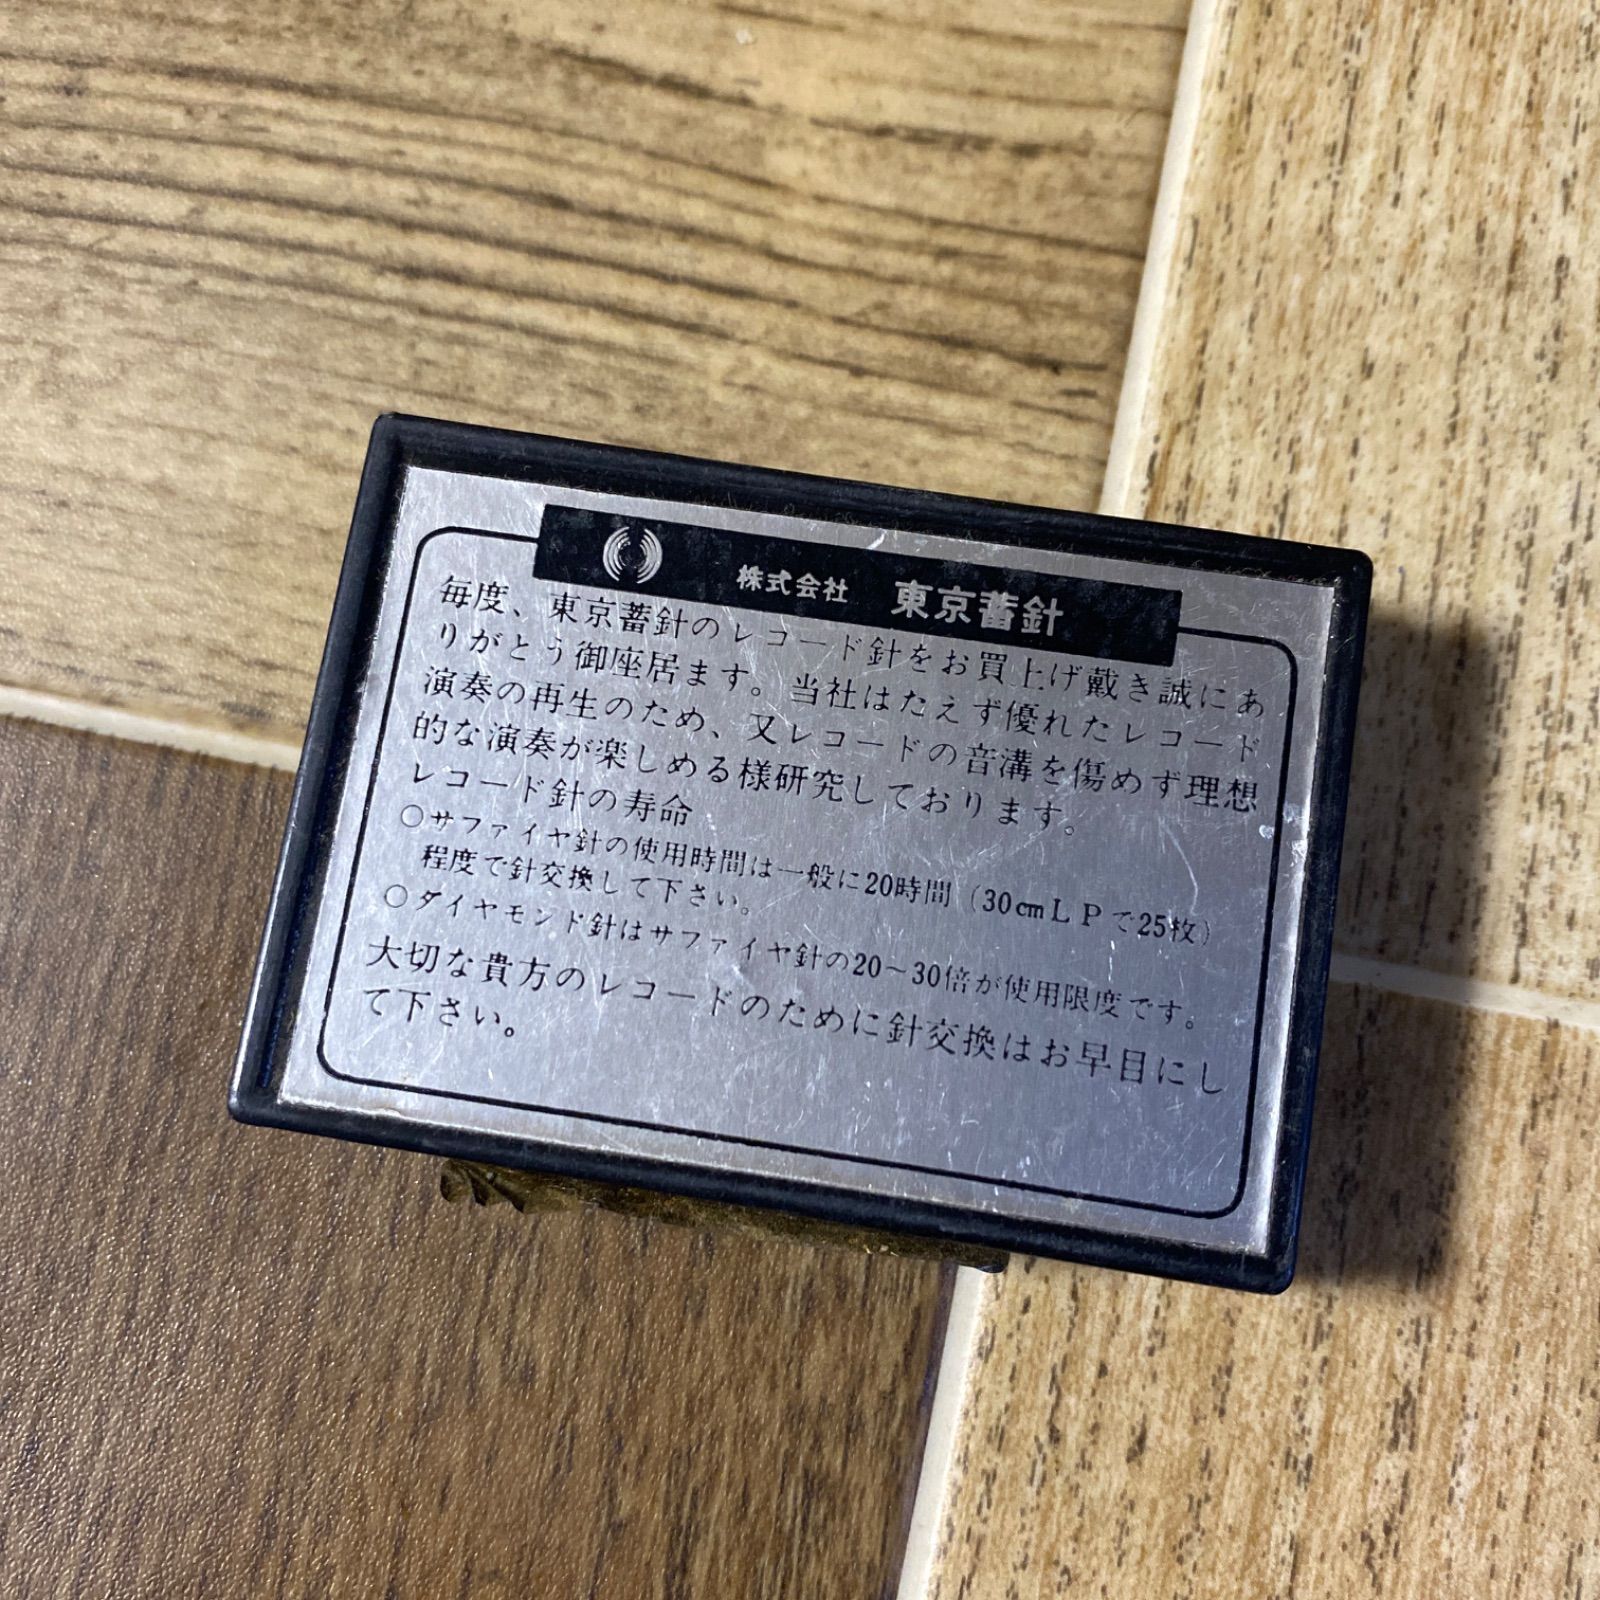 株式会社 東京蓄針
毎度、東京蓄針のレコード針をお買上げ戴き誠にあ
りがとう御座居ます。当社はたえず優れたレコード
演奏の再生のため、又レコードの音溝を傷めず理想
的な演奏が楽しめる様研究しております。
レコード針の寿命
○サファイヤ針の使用時間は一般に20時間(30㎝LPで25枚)
程度で針交換して下さい。
○ダイヤモンド針はサファイヤ針の20〜30倍が使用限度です。
大切な貴方のレコードのために針交換はお早目にし
て下さい。